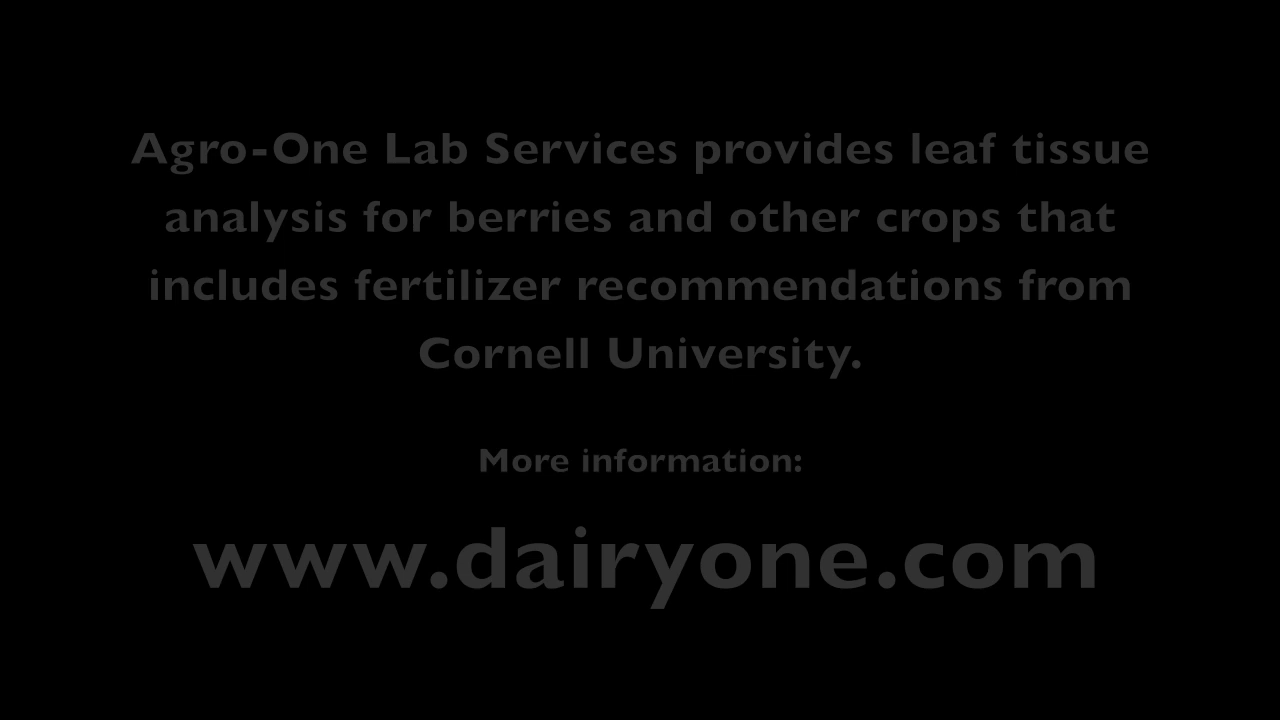 Agro-One Lab Services provides leaf tissue
analysis for berries and other crops that
includes fertilizer recommendations from
Cornell University.
More information:
www.dairyone.com